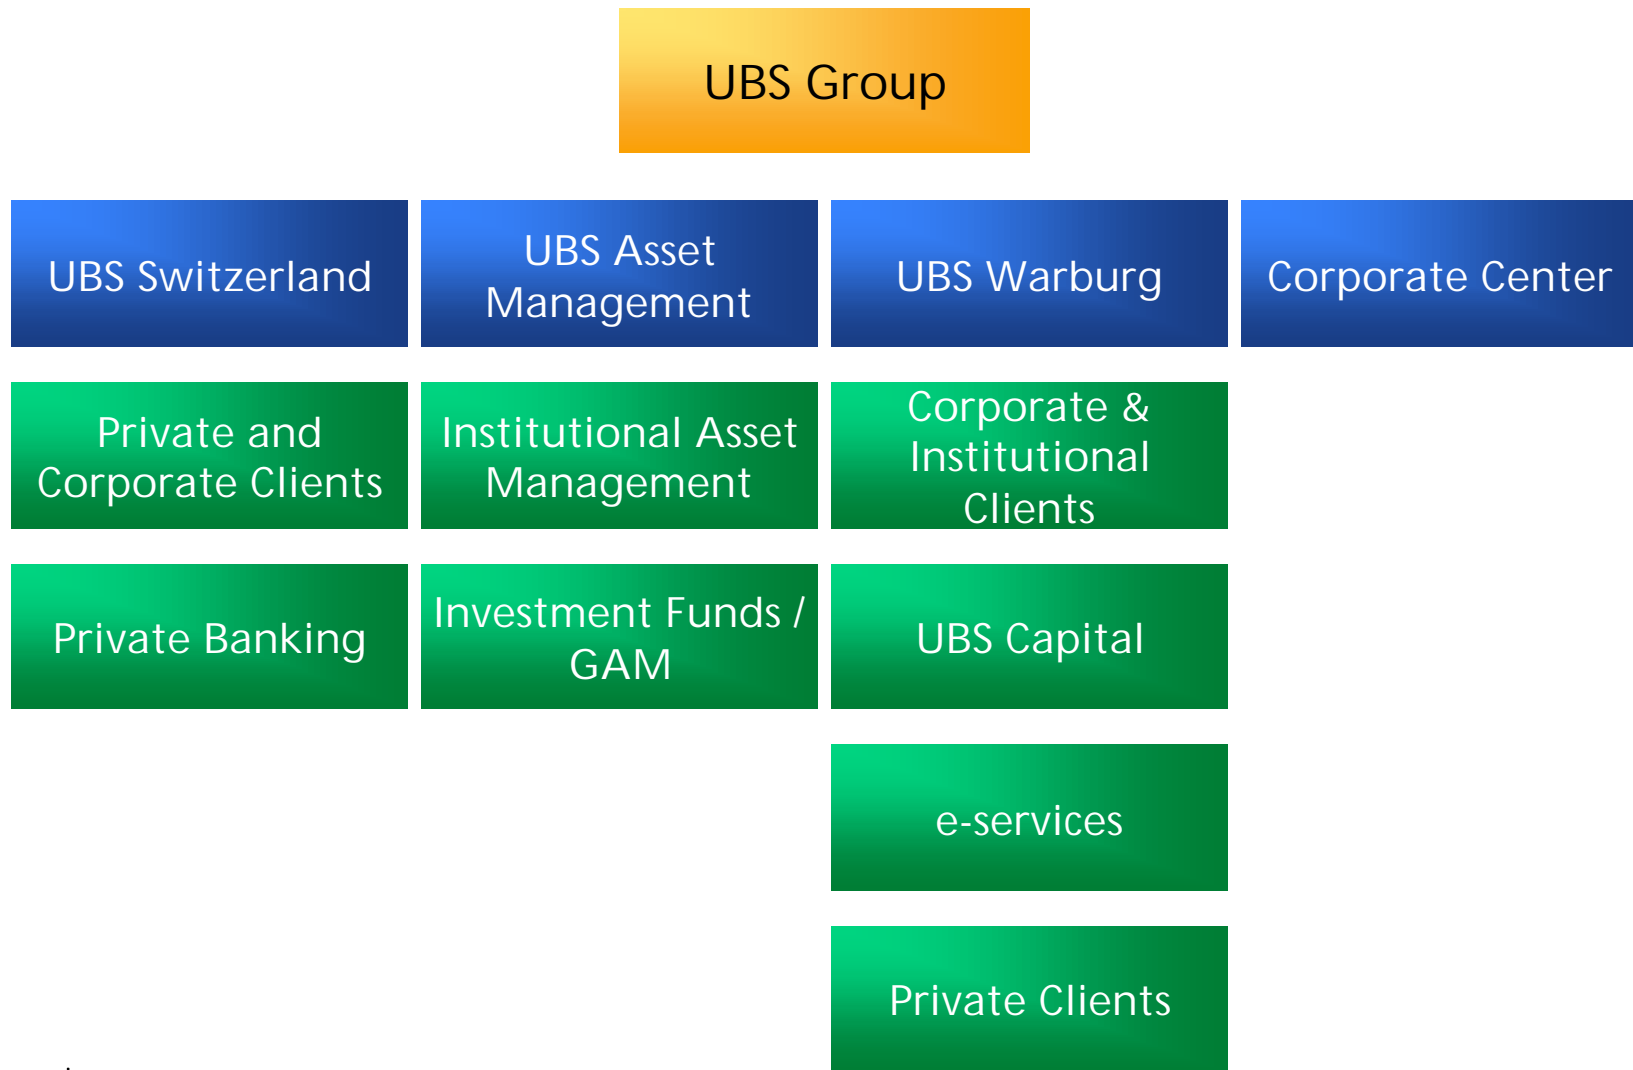 UBS Group
UBS Switzerland
UBS Asset
Management
UBS Warburg
Corporate Center
Private and
Corporate Clients
Institutional Asset
Management
Corporate &
Institutional
Clients
Private Banking
Investment Funds /
GAM
UBS Capital
e-services
Private Clients
.